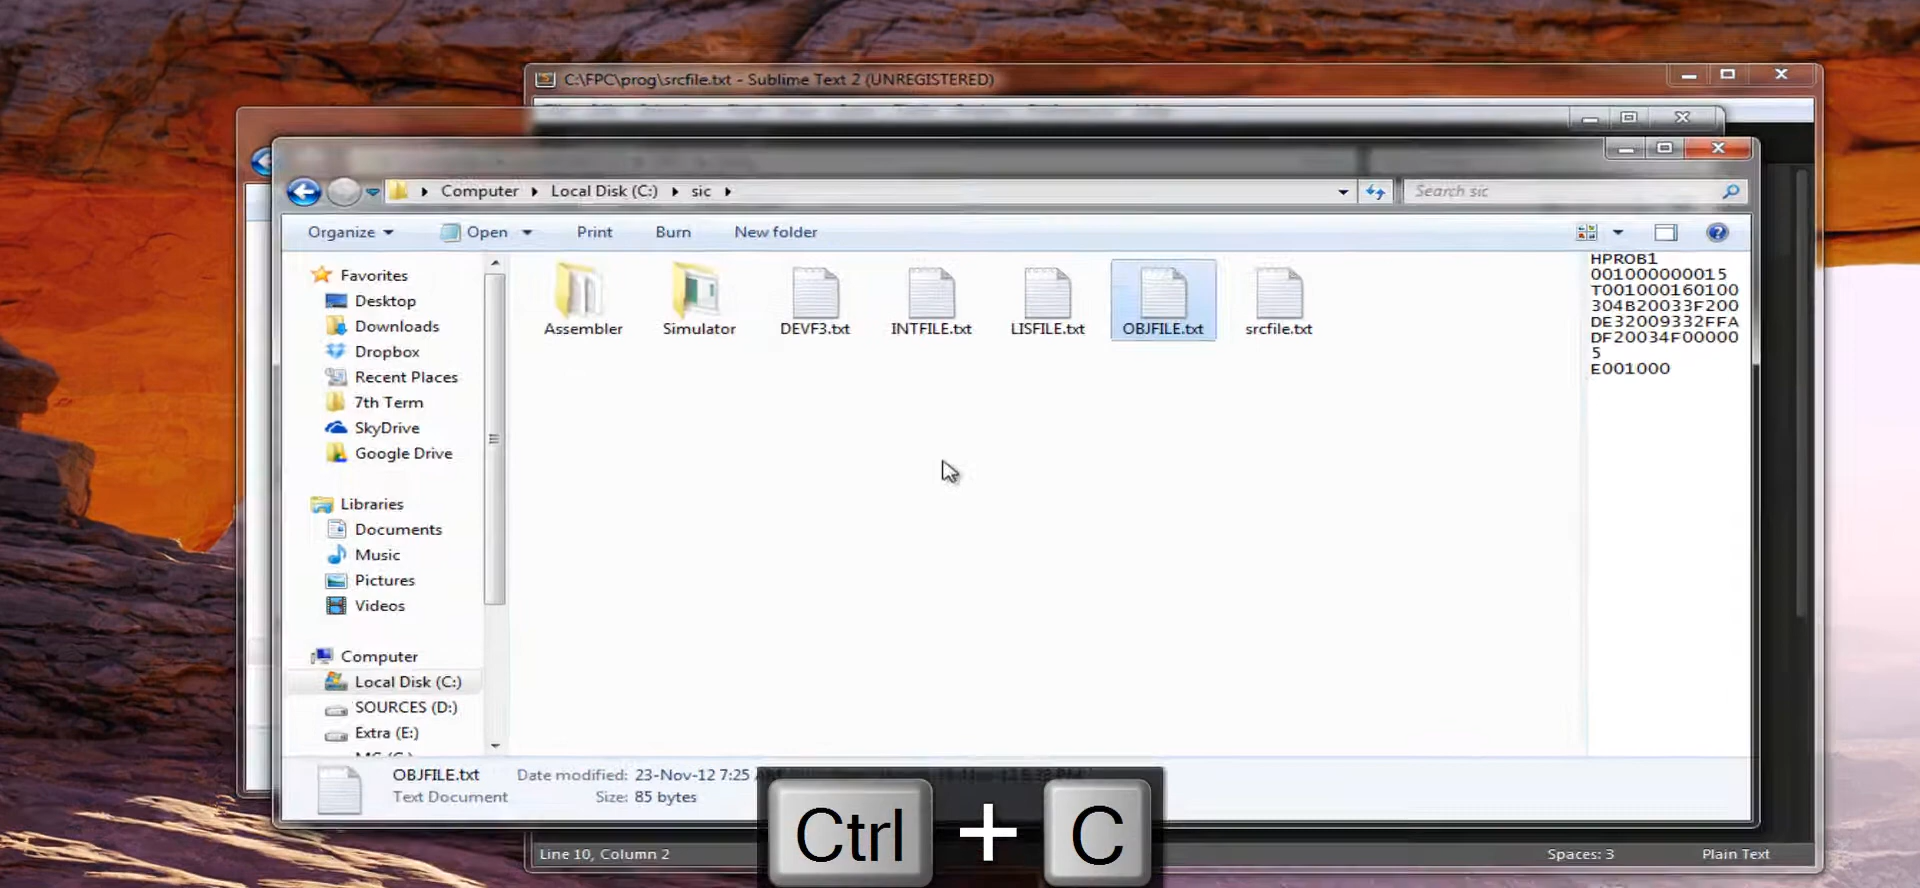 C:\FPC\prog\srcfile.txt - Sublime Text 2 (UNREGISTERED)
Computer Local Disk (C:) sic
Search sic
Organize Open Print Burn New folder
Favorites
Desktop
Downloads
Dropbox
Recent Places
7th Term
SkyDrive
Google Drive
Libraries
Documents
Music
Pictures
Videos
Computer
Local Disk (C:)
SOURCES (D:)
Extra (E:)
Assembler
Simulator
DEVF3.txt
INTFILE.txt
LISFILE.txt
OBJFILE.txt
srcfile.txt
HPROB1
001000000015
T001000160100
304B20033F200
DE32009332FFA
DF20034F00000
5
E001000
OBJFILE.txt Date modified: 23-Nov-12 7:25
Text Document Size: 85 bytes
Ctrl + C
Line 10, Column 2 Spaces: 3 Plain Text